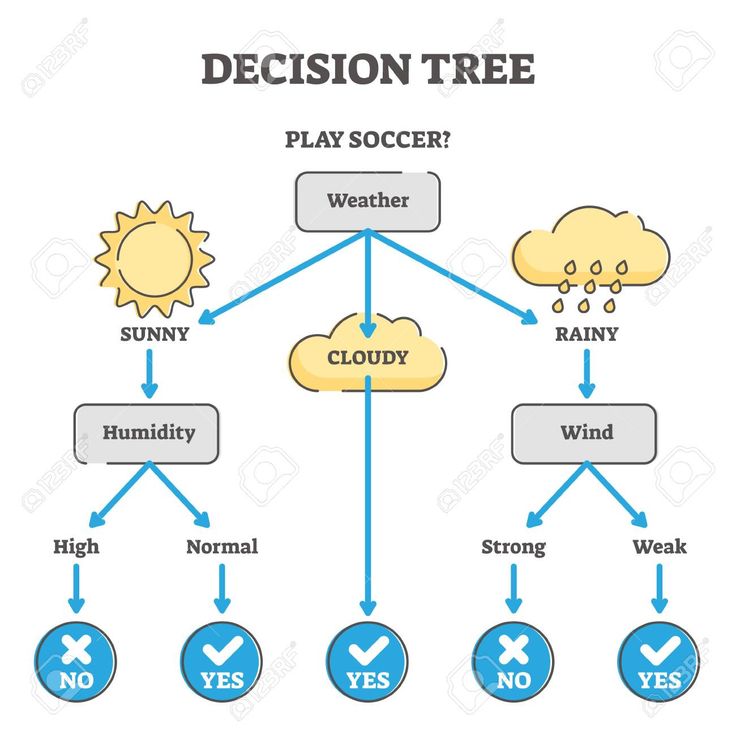 DECISION TREE
PLAY SOCCER?
Weather
SUNNY
CLOUDY
RAINY
Humidity
Wind
High
Normal
Strong
Weak
NO
YES
YES
NO
YES
123RF